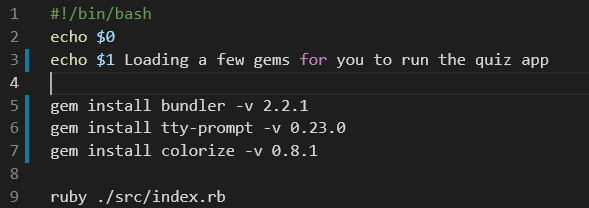 1 #!/bin/bash
2 echo $0
3 echo $1 Loading a few gems for you to run the quiz app
4
5 gem install bundler -v 2.2.1
6 gem install tty-prompt -v 0.23.0
7 gem install colorize -v 0.8.1
8
9 ruby ./src/index.rb